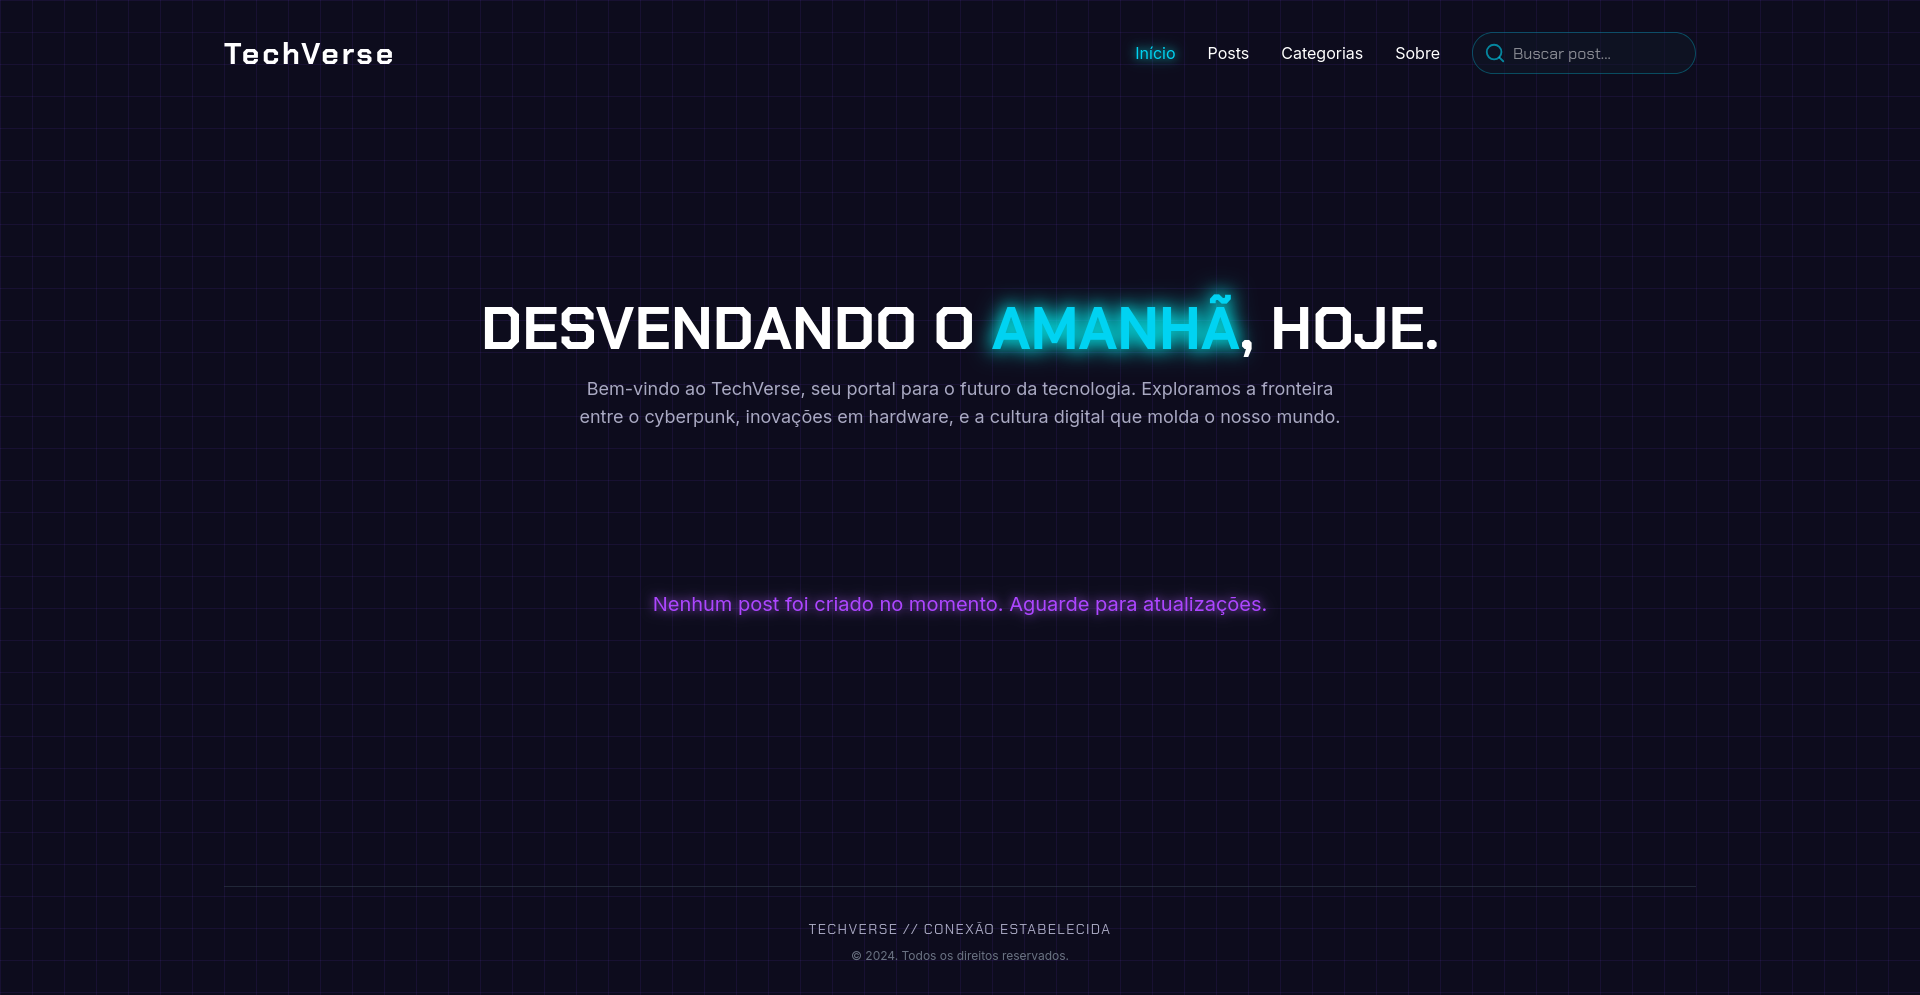 TechVerse
Início Posts Categorias Sobre Buscar post...
DESVENDANDO O AMANHÃ, HOJE.
Bem-vindo ao TechVerse, seu portal para o futuro da tecnologia. Exploramos a fronteira
entre o cyberpunk, inovações em hardware, e a cultura digital que molda o nosso mundo.
Nenhum post foi criado no momento. Aguarde para atualizações.
TECHVERSE // CONEXÃO ESTABELECIDA
© 2024. Todos os direitos reservados.